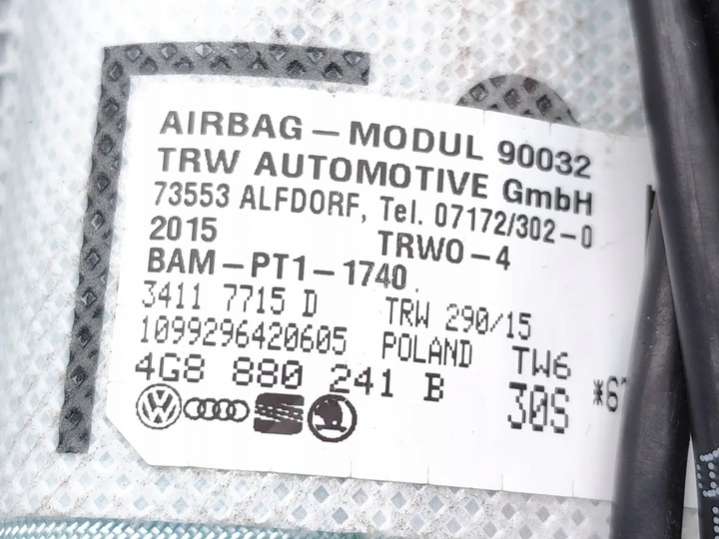 AIRBAG – MODUL 90032
TRW AUTOMOTIVE GmbH
73553 ALFDORF, Tel. 07172/302-0
2015 TRWO-4
BAM-PT1-1740
3411 7715 D TRW 290/15
1099296420605 POLAND TW6
4G8 880 241 B 30S